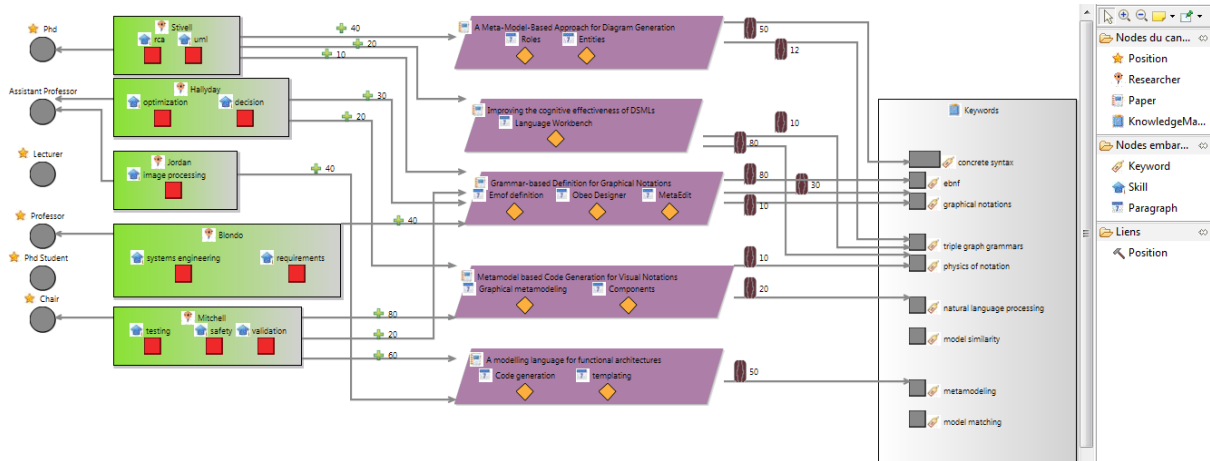 Phd
Assistant Professor
Lecturer
Professor
Phd Student
Chair
Stivell
rca
uml
Hallyday
optimization
decision
Jordan
image processing
Blondo
systems engineering
requirements
Mitchell
testing
safety
validation
40
20
10
30
20
40
40
80
20
60
A Meta-Model-Based Approach for Diagram Generation
Roles
Entities
Improving the cognitive effectiveness of DSMLs
Language Workbench
Grammar-based Definition for Graphical Notations
Emof definition
Obeo Designer
MetaEdit
Metamodel based Code Generation for Visual Notations
Graphical metamodeling
Components
A modelling language for functional architectures
Code generation
templating
50
12
10
80
80
30
10
10
20
50
Keywords
concrete syntax
ebnf
graphical notations
triple graph grammars
physics of notation
natural language processing
model similarity
metamodeling
model matching
Nodes du can...
Position
Researcher
Paper
KnowledgeMa...
Nodes embar...
Keyword
Skill
Paragraph
Liens
Position